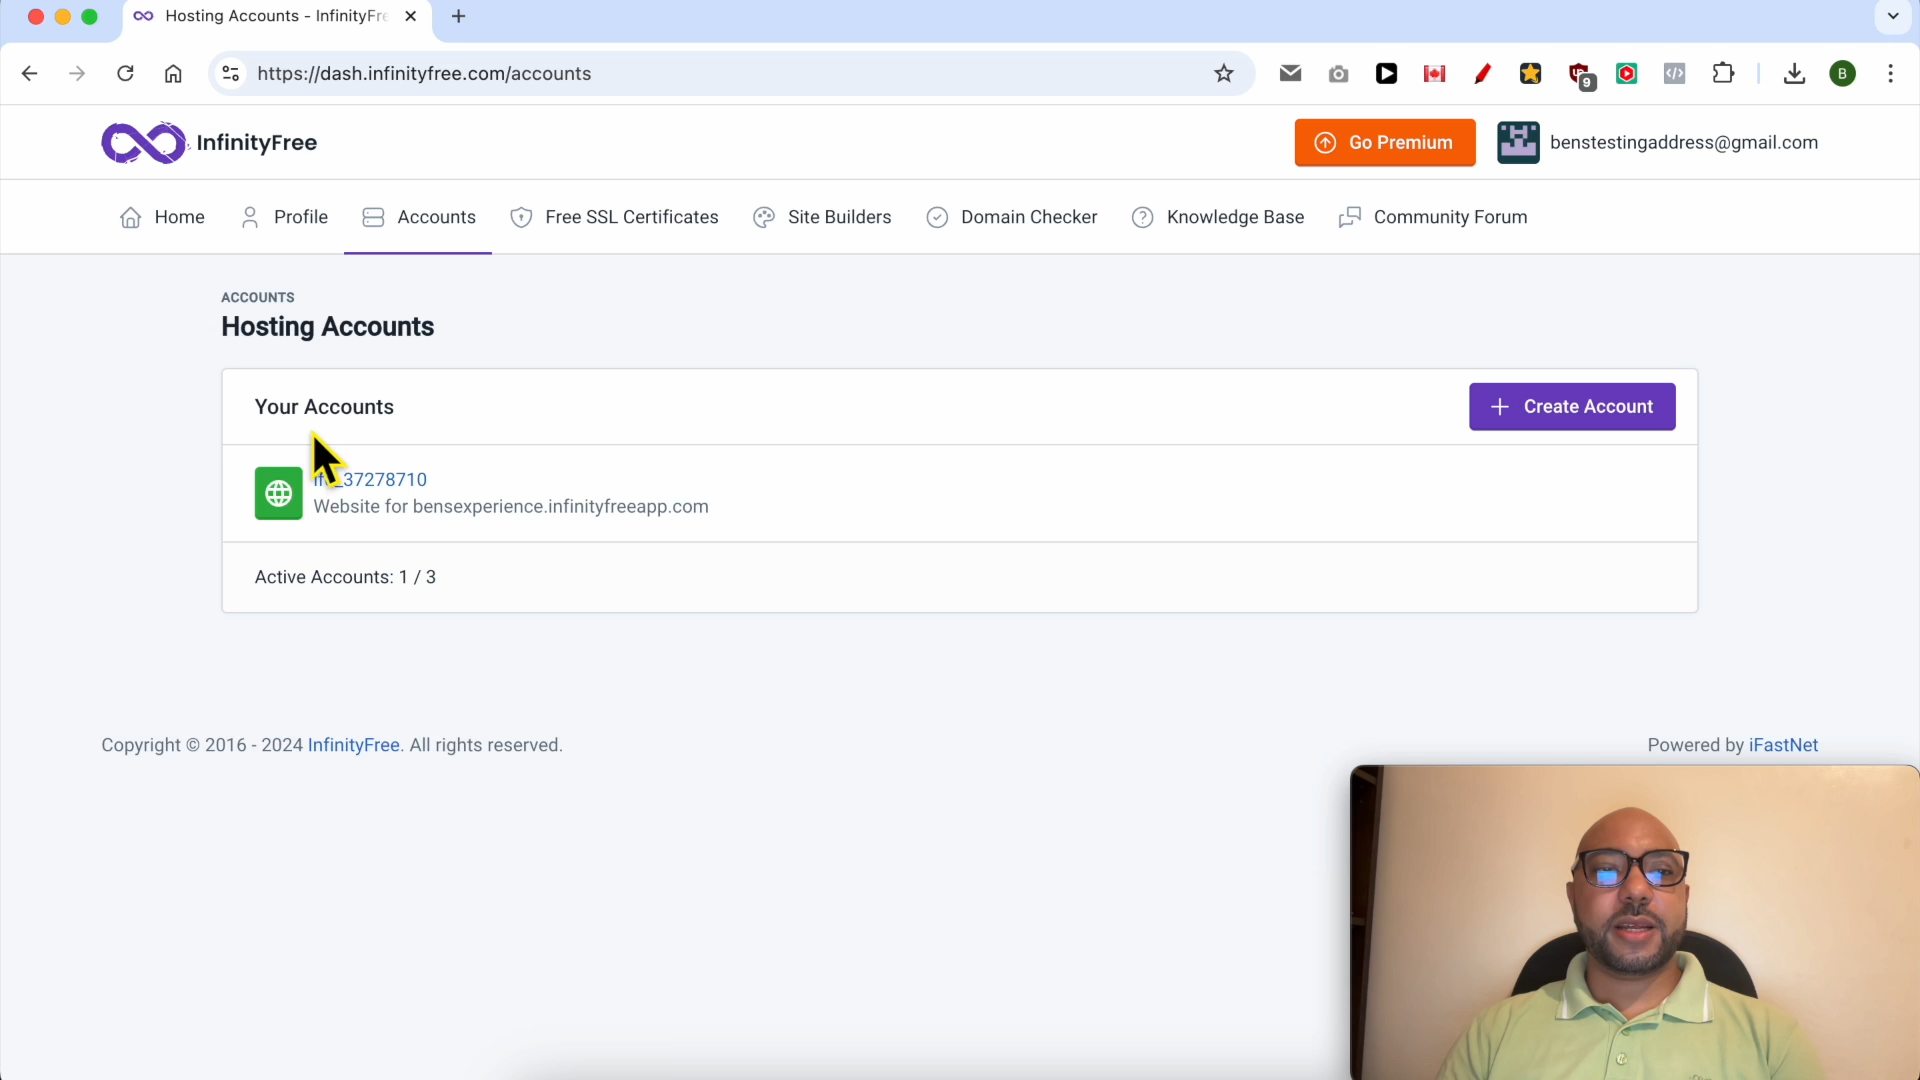 Hosting Accounts - InfinityFre
https://dash.infinityfree.com/accounts
9
B
InfinityFree
Go Premium
benstestingaddress@gmail.com
Home
Profile
Accounts
Free SSL Certificates
Site Builders
Domain Checker
Knowledge Base
Community Forum
ACCOUNTS
Hosting Accounts
Your Accounts
Create Account
37278710
Website for bensexperience.infinityfreeapp.com
Active Accounts: 1 / 3
Copyright © 2016 - 2024 InfinityFree. All rights reserved.
Powered by iFastNet